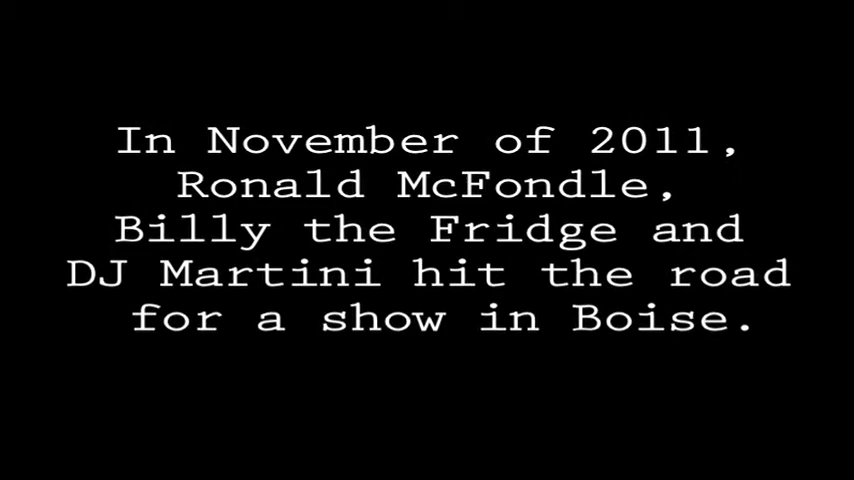 In November of 2011,
Ronald McFondle,
Billy the Fridge and
DJ Martini hit the road
for a show in Boise.